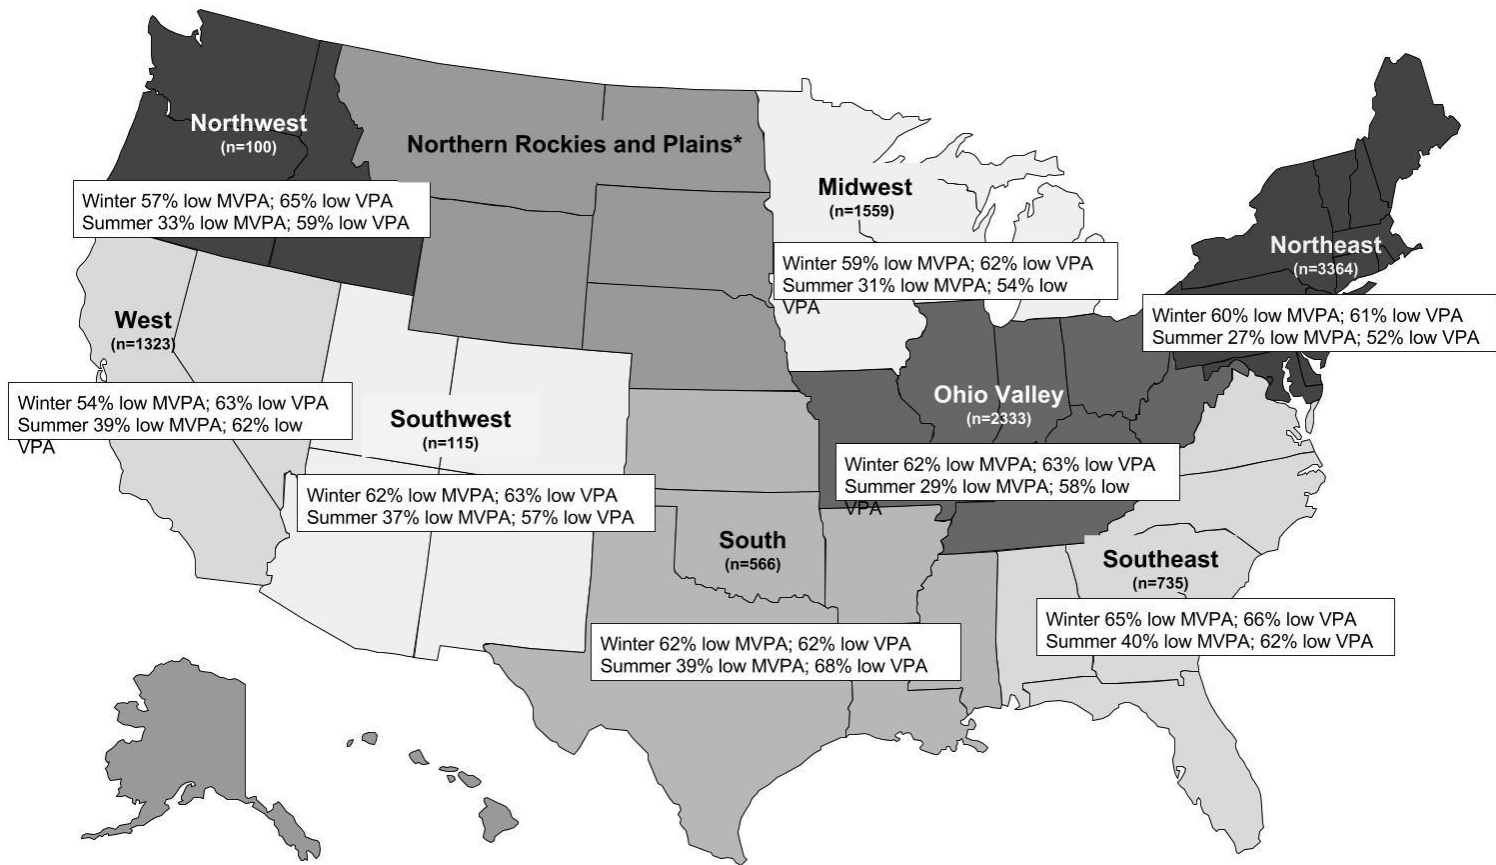 Northwest
(n=100)
Winter 57% low MVPA; 65% low VPA
Summer 33% low MVPA; 59% low VPA
Northern Rockies and Plains*
Midwest
(n=1559)
Winter 59% low MVPA; 62% low VPA
Summer 31% low MVPA; 54% low
VPA
Northeast
(n=3364)
Winter 60% low MVPA; 61% low VPA
Summer 27% low MVPA; 52% low VPA
West
(n=1323)
Winter 54% low MVPA; 63% low VPA
Summer 39% low MVPA; 62% low
VPA
Southwest
(n=115)
Winter 62% low MVPA; 63% low VPA
Summer 37% low MVPA; 57% low VPA
Ohio Valley
(n=2333)
Winter 62% low MVPA; 63% low VPA
Summer 29% low MVPA; 58% low
VPA
South
(n=566)
Winter 62% low MVPA; 62% low VPA
Summer 39% low MVPA; 68% low VPA
Southeast
(n=735)
Winter 65% low MVPA; 66% low VPA
Summer 40% low MVPA; 62% low VPA